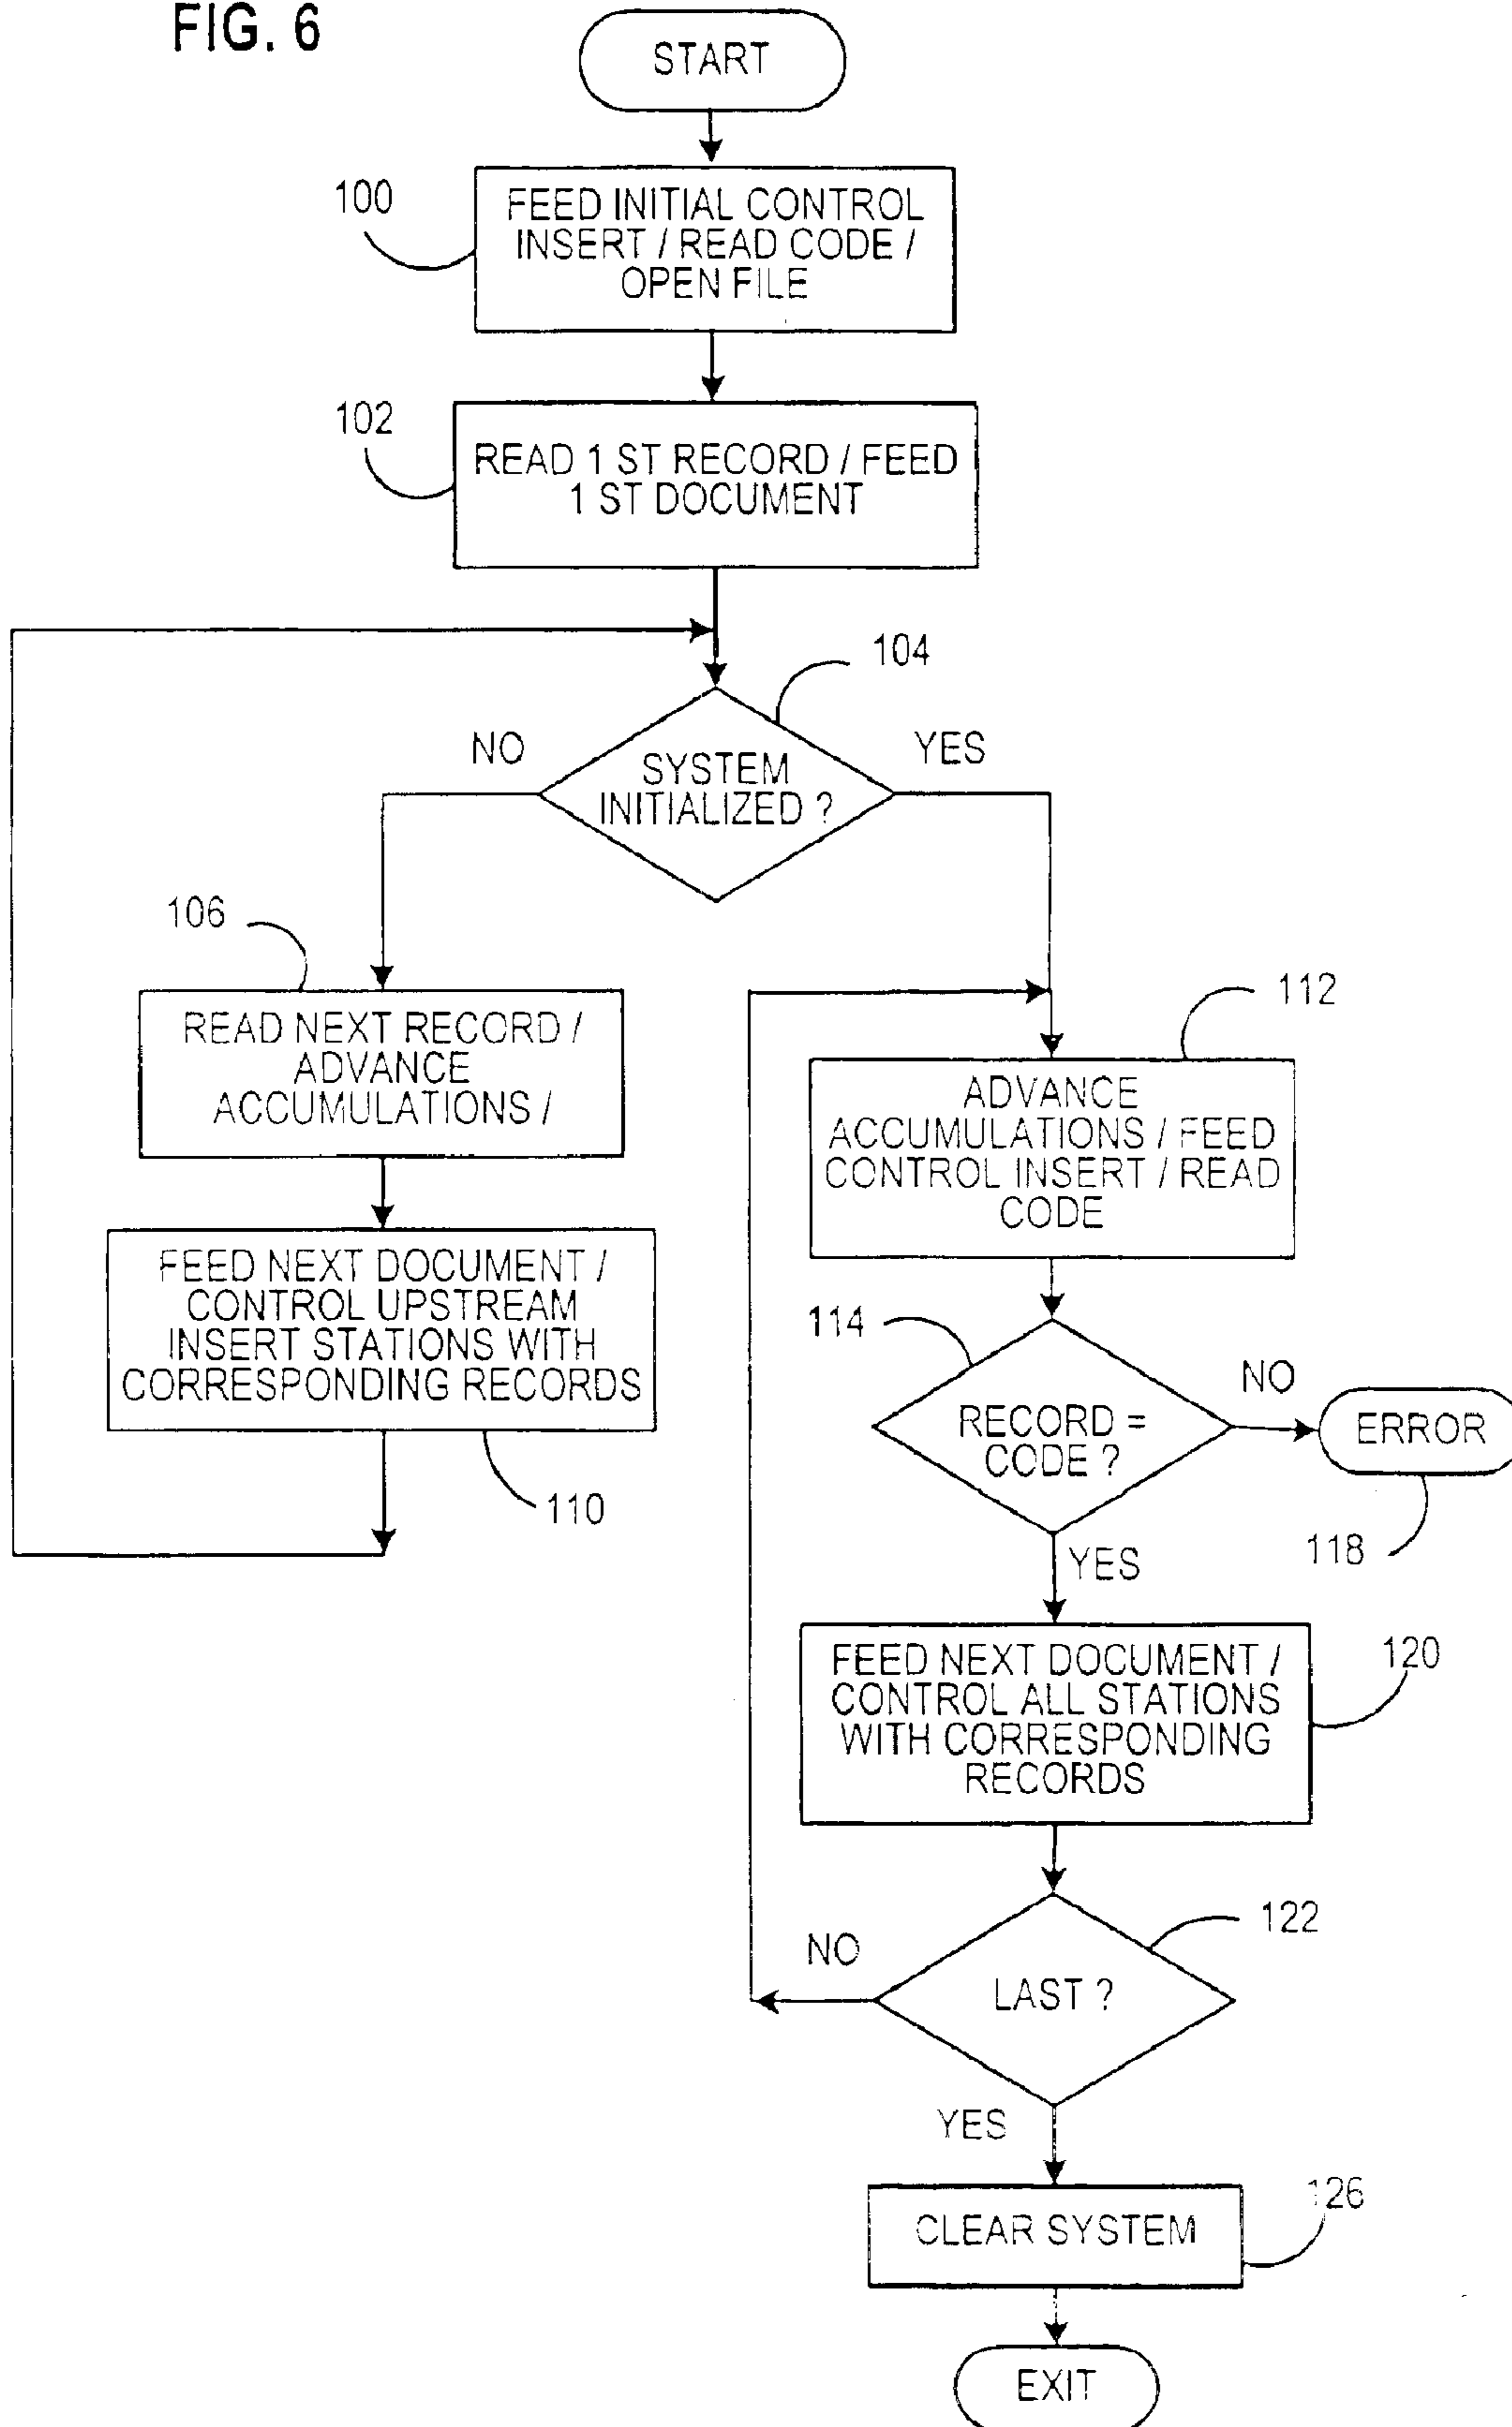 FIG. 6
START
100
FEED INITIAL CONTROL
INSERT / READ CODE /
OPEN FILE
102
READ 1 ST RECORD / FEED
1 ST DOCUMENT
104
NO
YES
SYSTEM
INITIALIZED ?
106
READ NEXT RECORD /
ADVANCE
ACCUMULATIONS /
FEED NEXT DOCUMENT /
CONTROL UPSTREAM
INSERT STATIONS WITH
CORRESPONDING RECORDS
110
112
ADVANCE
ACCUMULATIONS / FEED
CONTROL INSERT / READ
CODE
114
RECORD =
CODE ?
NO
ERROR
118
YES
FEED NEXT DOCUMENT /
CONTROL ALL STATIONS
WITH CORRESPONDING
RECORDS
120
122
NO
LAST ?
YES
126
CLEAR SYSTEM
EXIT